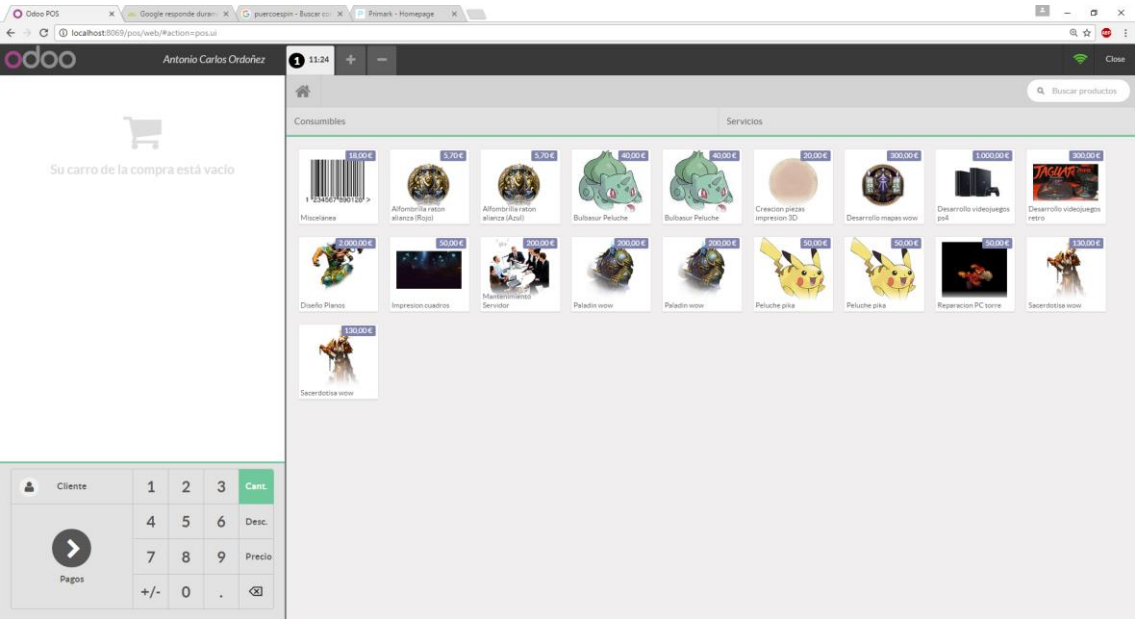 Odoo POS
Google responde duran
puercoespin - Buscar co
Primark - Homepage
localhost:8069/pos/web/#action=pos.ui
ABP
odoo
Antonio Carlos Ordoñez
1 11:24
+
-
Close
Buscar productos
Consumibles
Servicios
Su carro de la compra está vacío
18,00 €
5,70 €
5,70 €
40,00 €
40,00 €
20,00 €
300,00 €
1.000,00 €
300,00 €
1 234567 890128 >
JAGUAR
Miscelanea
Alfombrilla raton alianza (Rojo)
Alfombrilla raton alianza (Azul)
Bulbasur Peluche
Bulbasur Peluche
Creacion piezas impresion 3D
Desarrollo mapas wow
Desarrollo videojuegos ps4
Desarrollo videojuegos retro
2.000,00 €
50,00 €
200,00 €
200,00 €
200,00 €
50,00 €
50,00 €
50,00 €
130,00 €
Diseño Planos
Impresion cuadros
Mantenimiento Servidor
Paladin wow
Paladin wow
Peluche pika
Peluche pika
Reparacion PC torre
Sacerdotisa wow
130,00 €
Sacerdotisa wow
Cliente
1 2 3 Cant.
4 5 6 Desc.
7 8 9 Precio
Pagos
+/- 0 .